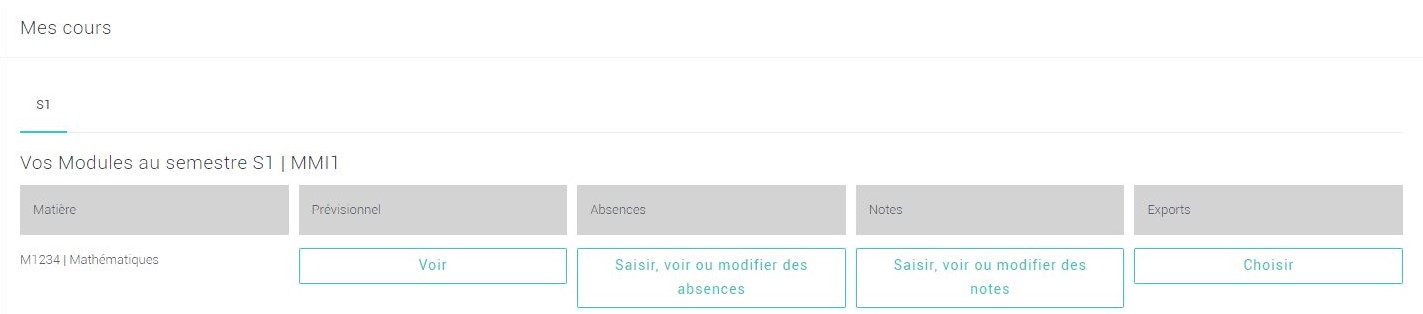 Mes cours
S1
Vos Modules au semestre S1 | MMI1
Matière Prévisionnel Absences Notes Exports
M1234 | Mathématiques Voir Saisir, voir ou modifier des Saisir, voir ou modifier des Choisir
absences notes